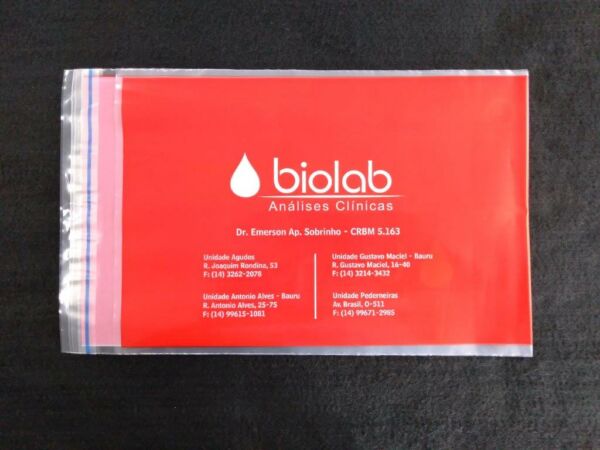 biolab
Análises Clínicas
Dr. Emerson Ap. Sobrinho - CRBM 5.163
Unidade Agudos
R. Joaquim Rondina, 53
F: (14) 3262-2078
Unidade Gustavo Maciel - Bauru
R. Gustavo Maciel, 16-40
F: (14) 3214-3432
Unidade Antonio Alves - Bauru
R. Antonio Alves, 25-75
F: (14) 99615-1081
Unidade Pederneiras
Av. Brasil, O-511
F: (14) 99671-2985